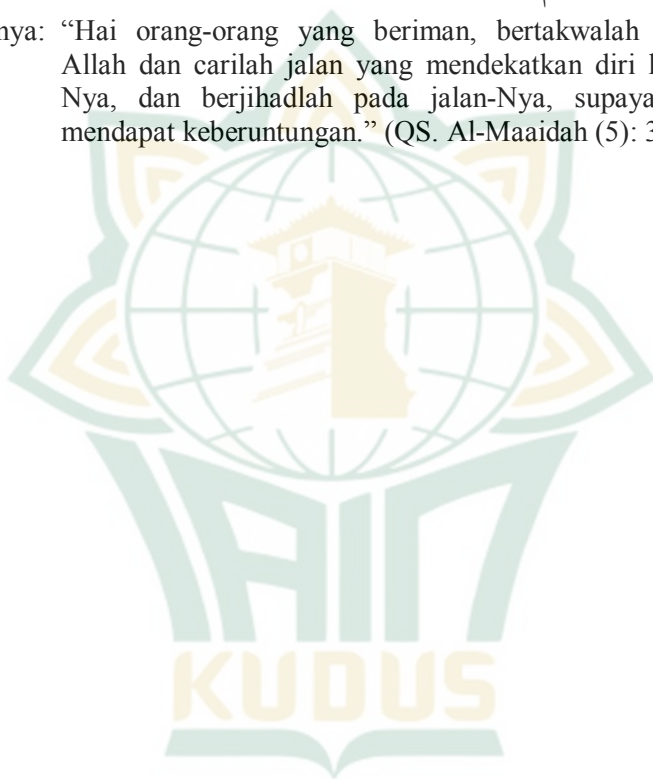 nya: “Hai orang-orang yang beriman, bertakwalah
Allah dan carilah jalan yang mendekatkan diri
Nya, dan berjihadlah pada jalan-Nya, supaya
mendapat keberuntungan.” (QS. Al-Maaidah (5): 3
IAIN
KUDUS